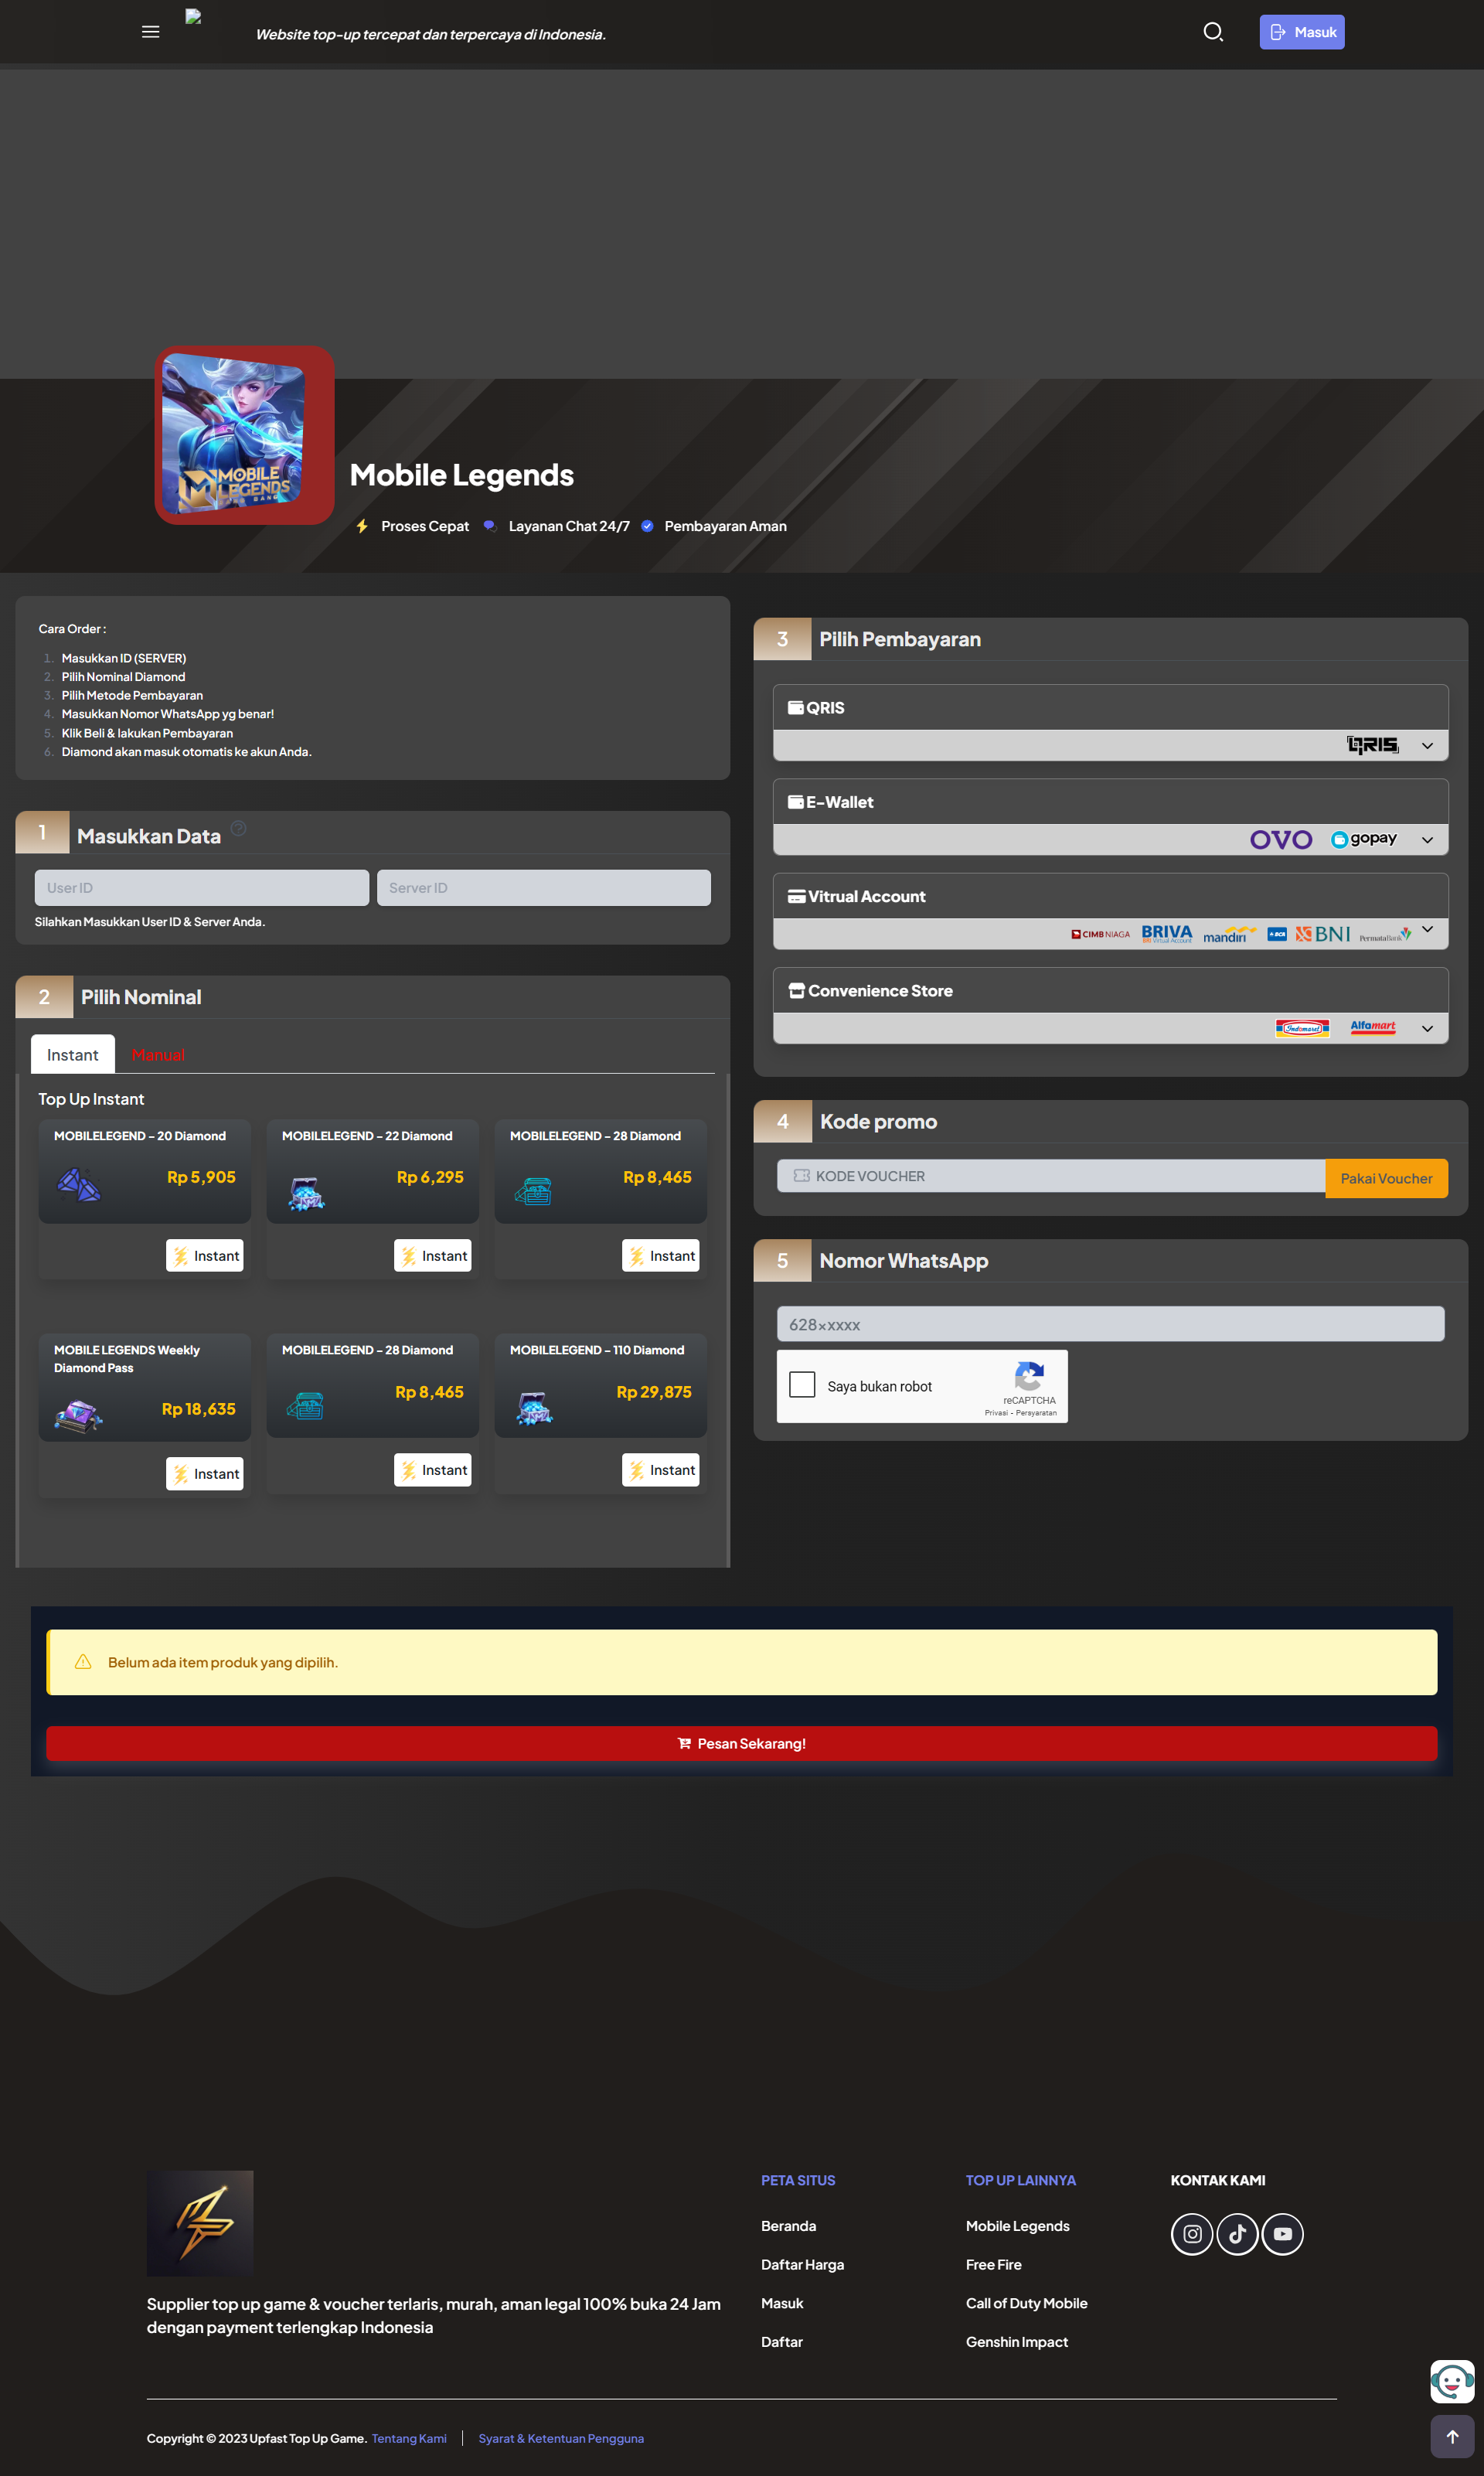 Website top-up tercepat dan terpercaya di Indonesia.
Masuk
MOBILE
LEGENDS
BANG BANG
Mobile Legends
Proses Cepat
Layanan Chat 24/7
Pembayaran Aman
Cara Order :
1. Masukkan ID (SERVER)
2. Pilih Nominal Diamond
3. Pilih Metode Pembayaran
4. Masukkan Nomor WhatsApp yg benar!
5. Klik Beli & lakukan Pembayaran
6. Diamond akan masuk otomatis ke akun Anda.
1 Masukkan Data
User ID
Server ID
Silahkan Masukkan User ID & Server Anda.
2 Pilih Nominal
Instant
Manual
Top Up Instant
MOBILELEGEND - 20 Diamond
Rp 5,905
Instant
MOBILELEGEND - 22 Diamond
Rp 6,295
Instant
MOBILELEGEND - 28 Diamond
Rp 8,465
Instant
MOBILE LEGENDS Weekly
Diamond Pass
Rp 18,635
Instant
MOBILELEGEND - 28 Diamond
Rp 8,465
Instant
MOBILELEGEND - 110 Diamond
Rp 29,875
Instant
3 Pilih Pembayaran
QRIS
QRIS
E-Wallet
OVO gopay
Vitrual Account
CIMB NIAGA BRIVA BRI Virtual Account mandiri BCA BNI PermataBank
Convenience Store
Indomaret Alfamart
4 Kode promo
KODE VOUCHER
Pakai Voucher
5 Nomor WhatsApp
628xxxxx
Saya bukan robot
reCAPTCHA
Privasi - Persyaratan
Belum ada item produk yang dipilih.
Pesan Sekarang!
Supplier top up game & voucher terlaris, murah, aman legal 100% buka 24 Jam
dengan payment terlengkap Indonesia
PETA SITUS
Beranda
Daftar Harga
Masuk
Daftar
TOP UP LAINNYA
Mobile Legends
Free Fire
Call of Duty Mobile
Genshin Impact
KONTAK KAMI
Copyright © 2023 Upfast Top Up Game. Tentang Kami
Syarat & Ketentuan Pengguna